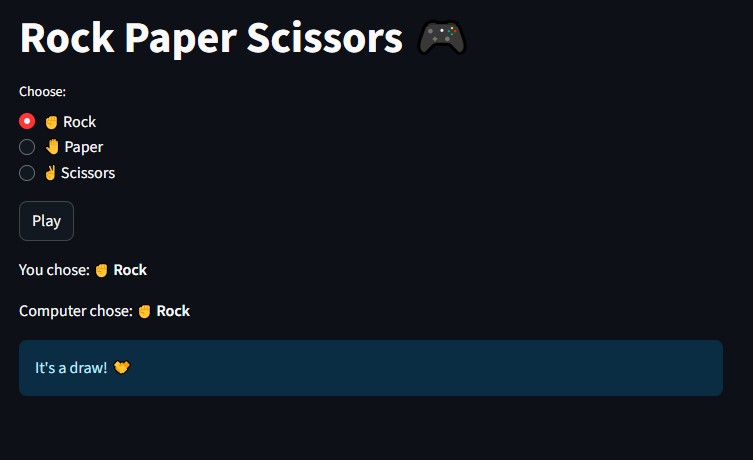 Rock Paper Scissors 🎮
Choose:
✊ Rock
🤚 Paper
✌ Scissors
Play
You chose: ✊ Rock
Computer chose: ✊ Rock
It's a draw! 🤝